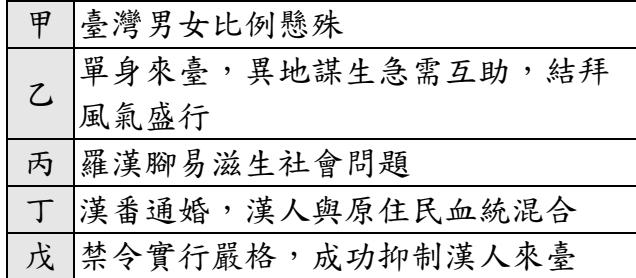 甲 臺灣男女比例懸殊
乙 單身來臺，異地謀生急需互助，結拜
風氣盛行
丙 羅漢腳易滋生社會問題
丁 漢番通婚，漢人與原住民血統混合
戊 禁令實行嚴格，成功抑制漢人來臺